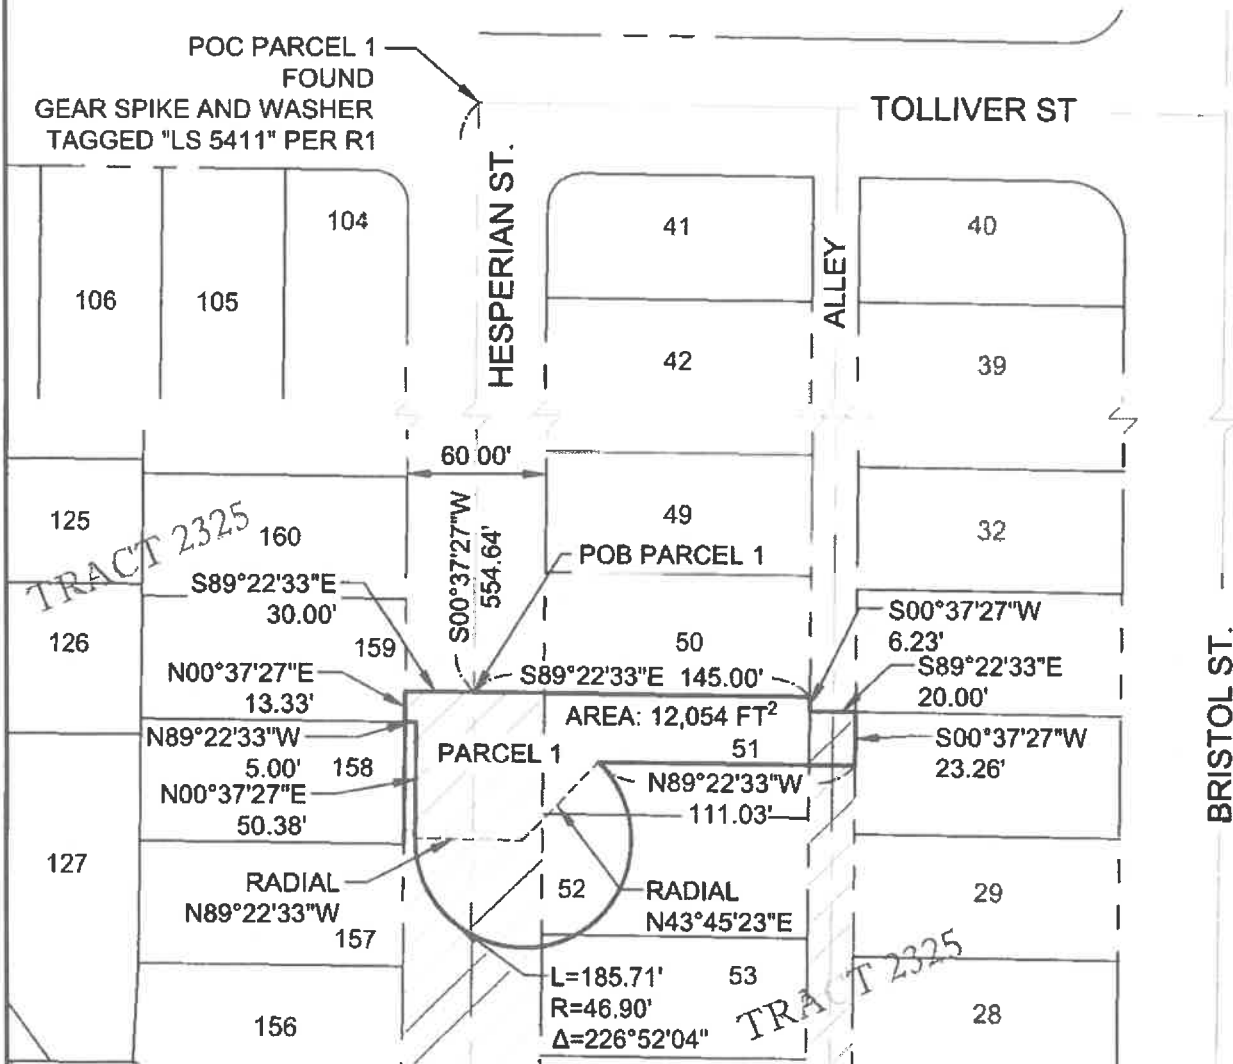 POC PARCEL 1
FOUND
GEAR SPIKE AND WASHER
TAGGED "LS 5411" PER R1
TOLLIVER ST
HESPERIAN ST.
ALLEY
BRISTOL ST.
104
41
40
106
105
42
39
60.00'
125
160
49
32
TRACT 2325
S00°37'27"W
554.64'
POB PARCEL 1
S89°22'33"E
30.00'
S00°37'27"W
6.23'
126
159
50
S89°22'33"E 145.00'
S89°22'33"E
20.00'
N00°37'27"E
13.33'
AREA: 12,054 FT²
N89°22'33"W
5.00'
158
PARCEL 1
51
S00°37'27"W
23.26'
N00°37'27"E
50.38'
N89°22'33"W
111.03'
127
RADIAL
N89°22'33"W
52
RADIAL
N43°45'23"E
29
157
L=185.71'
R=46.90'
Δ=226°52'04"
53
TRACT 2325
156
28